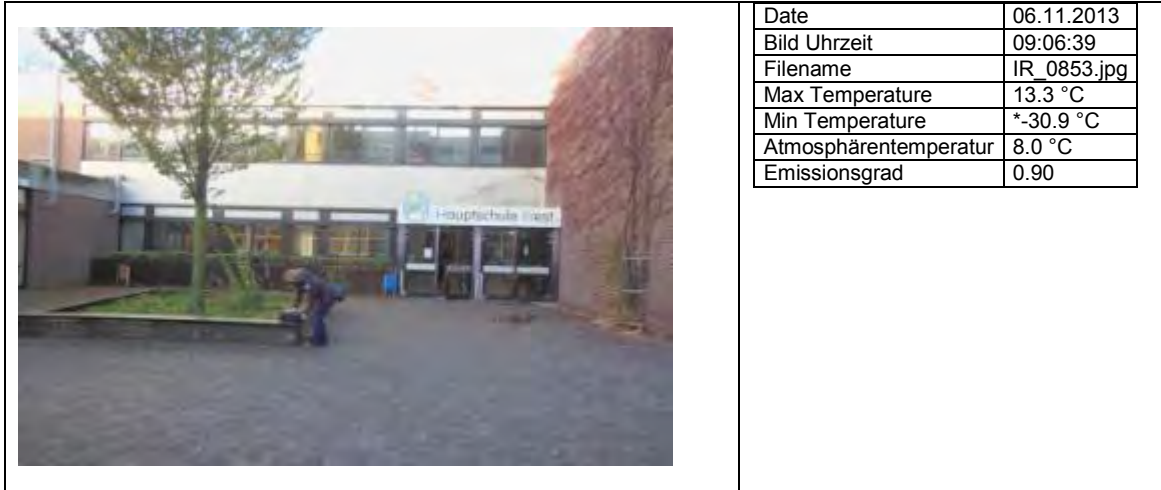 Hauptschule West
Date 06.11.2013
Bild Uhrzeit 09:06:39
Filename IR_0853.jpg
Max Temperature 13.3 °C
Min Temperature *-30.9 °C
Atmosphärentemperatur 8.0 °C
Emissionsgrad 0.90